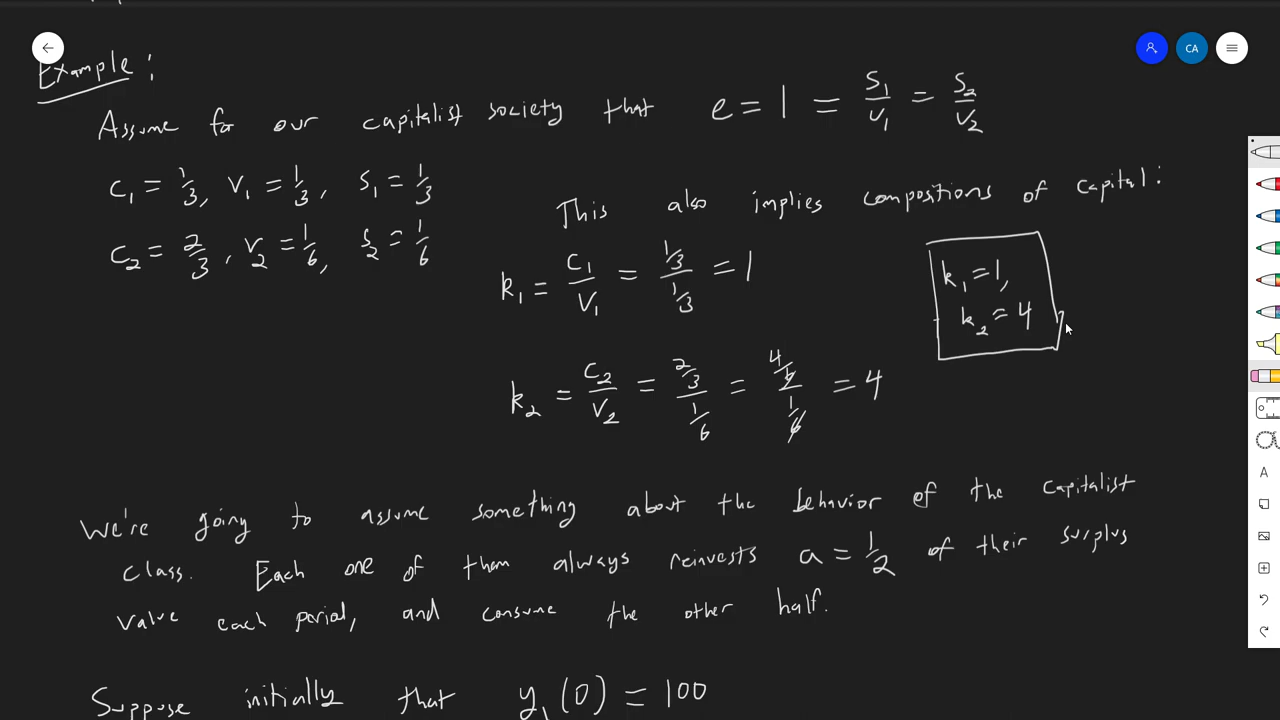 Example:
Assume for our capitalist society that e = 1 = S₁/V₁ = S₂/V₂
C₁ = 1/3, V₁ = 1/3, S₁ = 1/3
C₂ = 2/3, V₂ = 1/6, S₂ = 1/6
This also implies compositions of capital:
k₁ = C₁/V₁ = (1/3)/(1/3) = 1
k₁ = 1,
k₂ = 4
k₂ = C₂/V₂ = (2/3)/(1/6) = (4/6)/(1/6) = 4
We're going to assume something about the behavior of the capitalist
class. Each one of them always reinvests a = 1/2 of their surplus
value each period, and consume the other half.
Suppose initially that y₁(0) = 100
CA
A